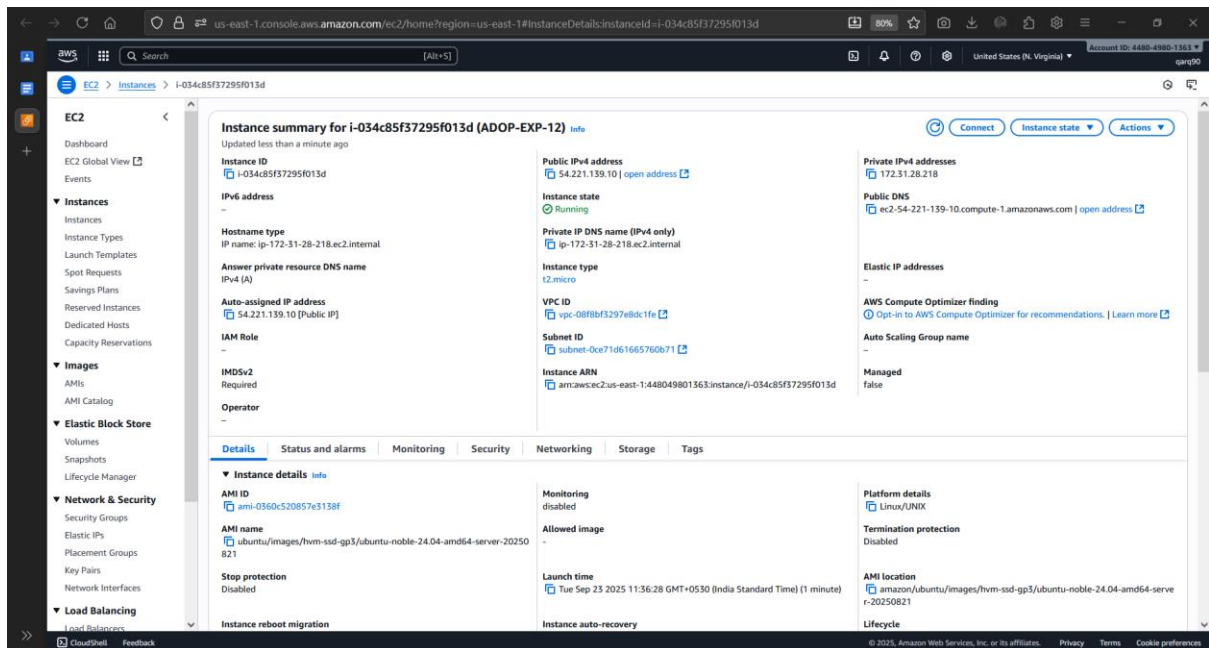 us-east-1.console.aws.amazon.com/ec2/home?region=us-east-1#InstanceDetails:instanceId=i-034c85f37295f013d
80%
aws
Search
[Alt+S]
United States (N. Virginia)
Account ID: 4480-4980-1363
qarq90
EC2 > Instances > i-034c85f37295f013d
EC2
Dashboard
EC2 Global View
Events
Instances
Instances
Instance Types
Launch Templates
Spot Requests
Savings Plans
Reserved Instances
Dedicated Hosts
Capacity Reservations
Images
AMIs
AMI Catalog
Elastic Block Store
Volumes
Snapshots
Lifecycle Manager
Network & Security
Security Groups
Elastic IPs
Placement Groups
Key Pairs
Network Interfaces
Load Balancing
Load Balancers
Instance summary for i-034c85f37295f013d (ADOP-EXP-12) Info
Updated less than a minute ago
Connect
Instance state
Actions
Instance ID
i-034c85f37295f013d
Public IPv4 address
54.221.139.10 | open address
Private IPv4 addresses
172.31.28.218
IPv6 address
–
Instance state
Running
Public DNS
ec2-54-221-139-10.compute-1.amazonaws.com | open address
Hostname type
IP name: ip-172-31-28-218.ec2.internal
Private IP DNS name (IPv4 only)
ip-172-31-28-218.ec2.internal
Answer private resource DNS name
IPv4 (A)
Instance type
t2.micro
Elastic IP addresses
–
Auto-assigned IP address
54.221.139.10 [Public IP]
VPC ID
vpc-08f8bf3297e8dc1fe
AWS Compute Optimizer finding
Opt-in to AWS Compute Optimizer for recommendations. | Learn more
IAM Role
–
Subnet ID
subnet-0ce71d61665760b71
Auto Scaling Group name
–
IMDSv2
Required
Instance ARN
arn:aws:ec2:us-east-1:448049801363:instance/i-034c85f37295f013d
Managed
false
Operator
–
Details
Status and alarms
Monitoring
Security
Networking
Storage
Tags
Instance details Info
AMI ID
ami-0360c520857e3138f
Monitoring
disabled
Platform details
Linux/UNIX
AMI name
ubuntu/images/hvm-ssd-gp3/ubuntu-noble-24.04-amd64-server-20250
821
Allowed image
-
Termination protection
Disabled
Stop protection
Disabled
Launch time
Tue Sep 23 2025 11:36:28 GMT+0530 (India Standard Time) (1 minute)
AMI location
amazon/ubuntu/images/hvm-ssd-gp3/ubuntu-noble-24.04-amd64-serve
r-20250821
Instance reboot migration
Instance auto-recovery
Lifecycle
CloudShell
Feedback
© 2025, Amazon Web Services, Inc. or its affiliates.
Privacy
Terms
Cookie preferences